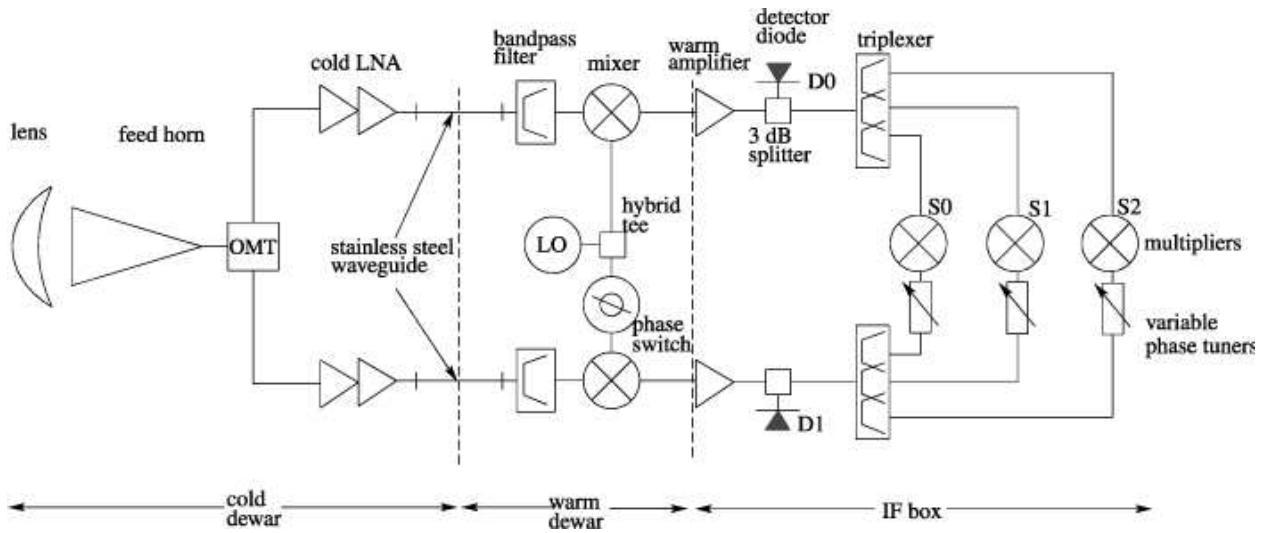 detector
diode
bandpass
filter
mixer
warm
amplifier
triplexer
cold LNA
D0
lens
feed horn
3 dB
splitter
hybrid
tee
S0
S1
S2
OMT
LO
multipliers
stainless steel
waveguide
phase
switch
variable
phase tuners
D1
cold
dewar
warm
dewar
IF box